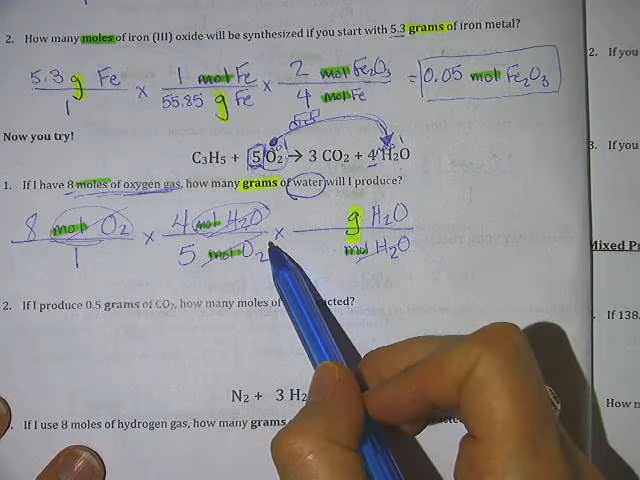 2. How many moles of iron (III) oxide will be synthesized if you start with 5.3 grams of iron metal?
5.3 g Fe / 1 × 1 mol Fe / 55.85 g Fe × 2 mol Fe2O3 / 4 mol Fe = 0.05 mol Fe2O3
Now you try!
C3H5 + 5 O2 → 3 CO2 + 4 H2O
1. If I have 8 moles of oxygen gas, how many grams of water will I produce?
8 mol O2 / 1 × 4 mol H2O / 5 mol O2 × g H2O / mol H2O
2. If I produce 0.5 grams of CO2, how many moles of acted?
N2 + 3 H2
. If I use 8 moles of hydrogen gas, how many grams acted?
2. If you
3. If you
Mixed Pr
. If 138.
How m